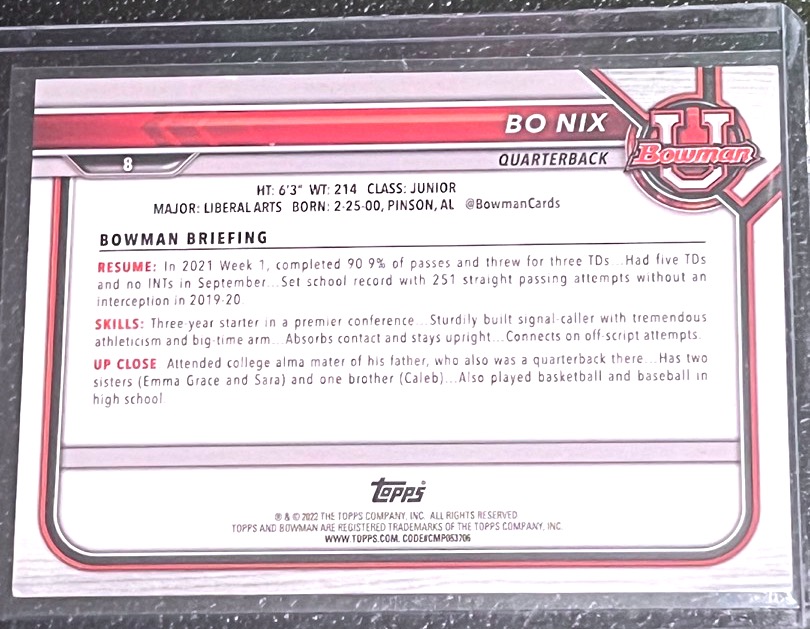 BO NIX
U
Bowman
8
QUARTERBACK
HT: 6'3" WT: 214 CLASS: JUNIOR
MAJOR: LIBERAL ARTS BORN: 2-25-00, PINSON, AL @BowmanCards
BOWMAN BRIEFING
RESUME: In 2021 Week 1, completed 90.9% of passes and threw for three TDs...Had five TDs
and no INTs in September...Set school record with 251 straight passing attempts without an
interception in 2019-20.
SKILLS: Three-year starter in a premier conference...Sturdily built signal-caller with tremendous
athleticism and big-time arm...Absorbs contact and stays upright...Connects on off-script attempts.
UP CLOSE Attended college alma mater of his father, who also was a quarterback there...Has two
sisters (Emma Grace and Sara) and one brother (Caleb)...Also played basketball and baseball in
high school.
Topps®
® & © 2022 THE TOPPS COMPANY, INC. ALL RIGHTS RESERVED
TOPPS AND BOWMAN ARE REGISTERED TRADEMARKS OF THE TOPPS COMPANY, INC.
WWW.TOPPS.COM. CODE#CMP063706